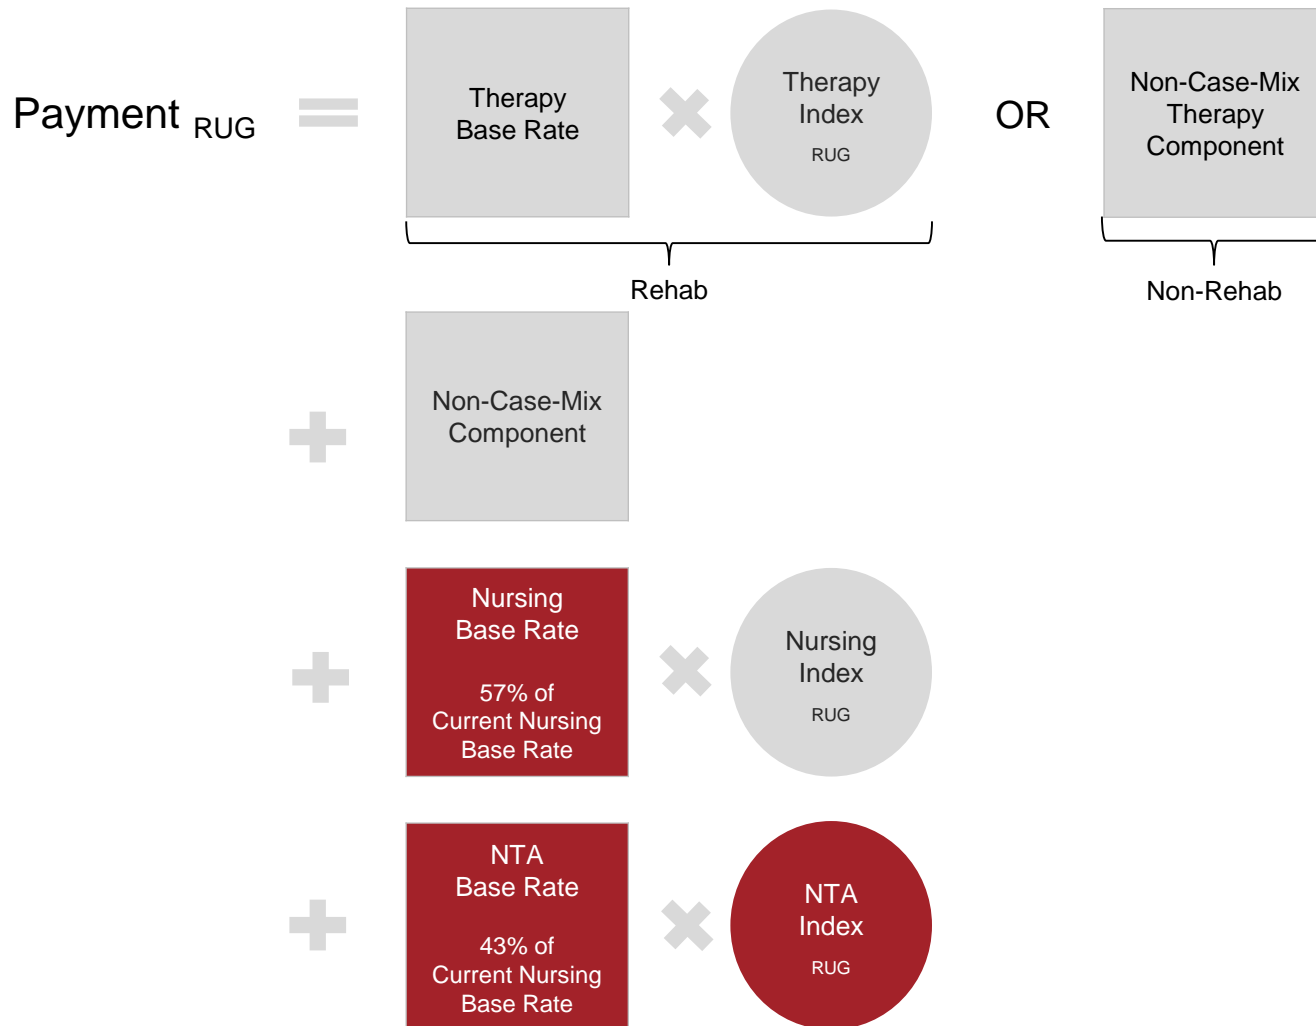 Payment RUG
Therapy
Base Rate
Therapy
Index
RUG
OR
Non-Case-Mix
Therapy
Component
Rehab
Non-Rehab
Non-Case-Mix
Component
Nursing
Base Rate
57% of
Current Nursing
Base Rate
Nursing
Index
RUG
NTA
Base Rate
43% of
Current Nursing
Base Rate
NTA
Index
RUG